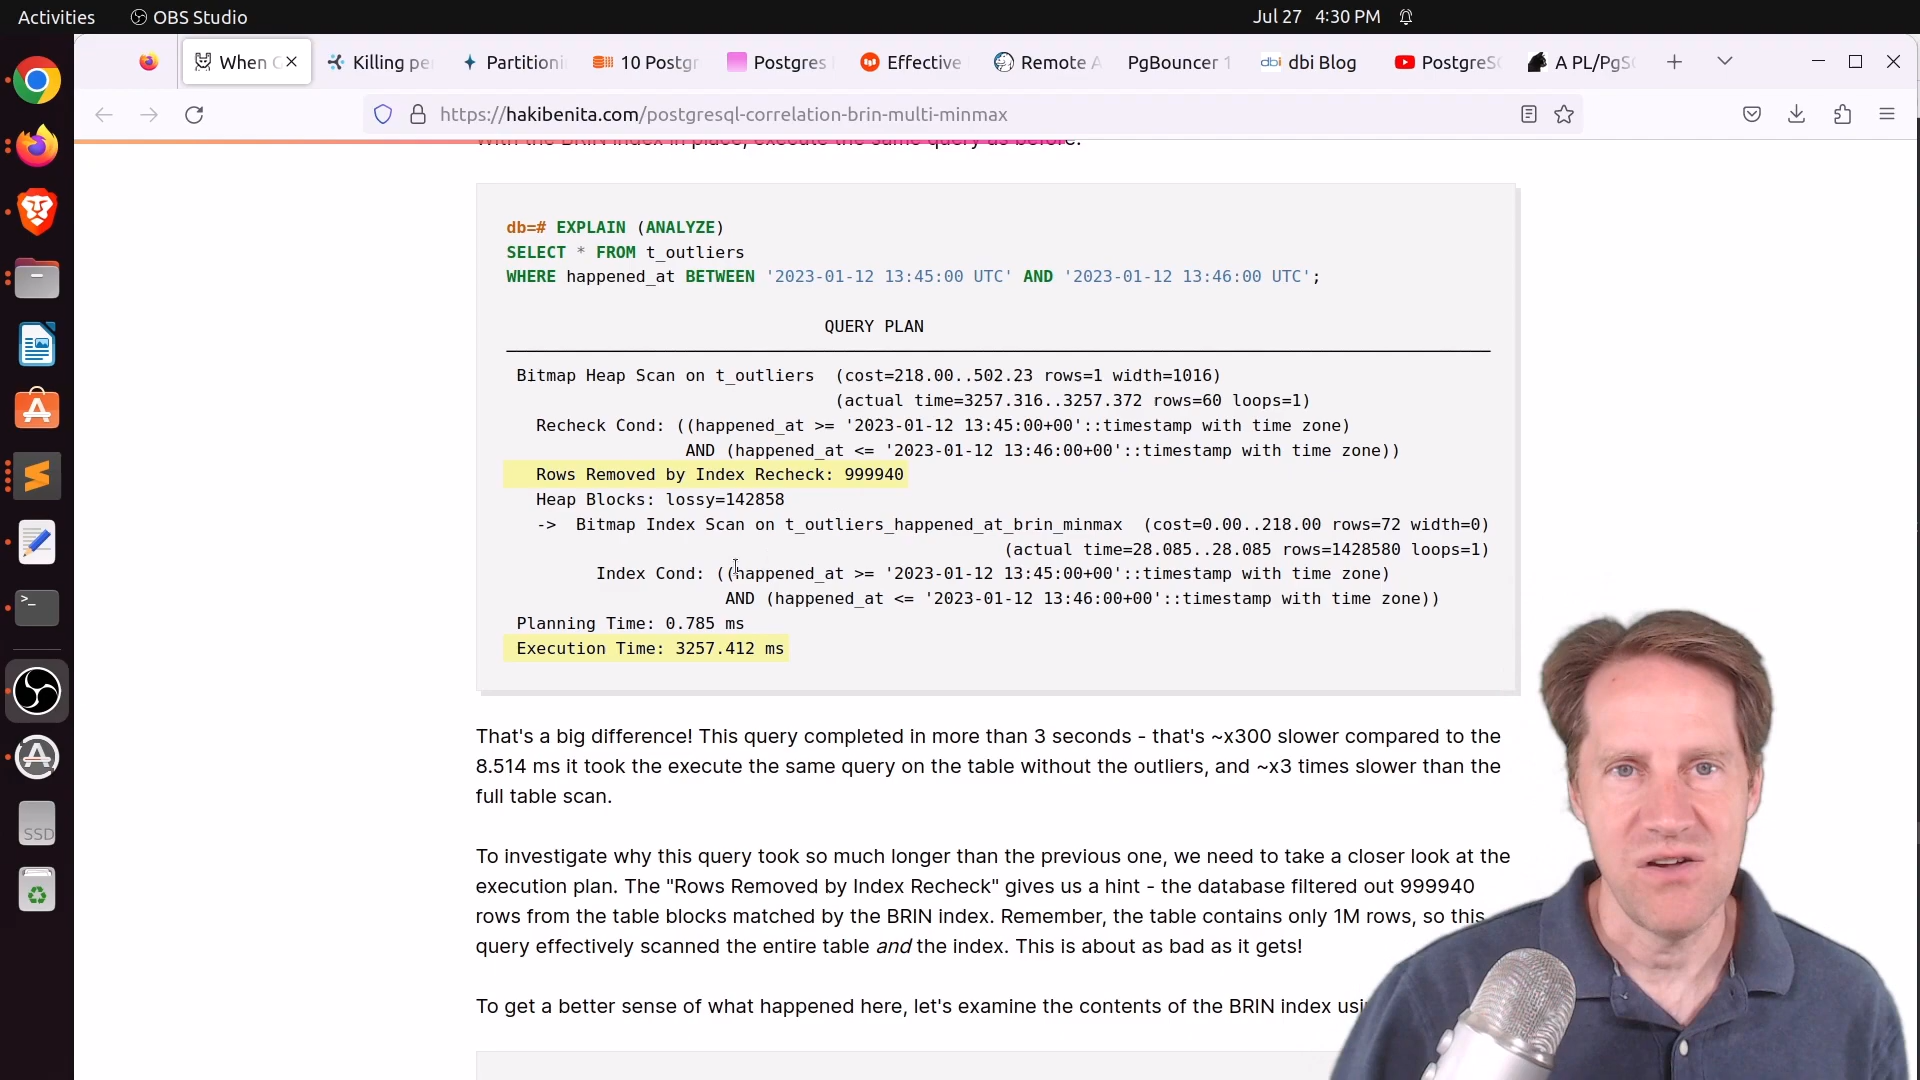 Activities
OBS Studio
Jul 27 4:30 PM
When C
Killing pe
Partitioni
10 Postgr
Postgres
Effective
Remote A
PgBouncer 1
dbi
dbi Blog
PostgreSC
A PL/PgSC
https://hakibenita.com/postgresql-correlation-brin-multi-minmax
With the BRIN index in place, execute the same query as before:
db=# EXPLAIN (ANALYZE)
SELECT * FROM t_outliers
WHERE happened_at BETWEEN '2023-01-12 13:45:00 UTC' AND '2023-01-12 13:46:00 UTC';
QUERY PLAN
Bitmap Heap Scan on t_outliers (cost=218.00..502.23 rows=1 width=1016)
(actual time=3257.316..3257.372 rows=60 loops=1)
Recheck Cond: ((happened_at >= '2023-01-12 13:45:00+00'::timestamp with time zone)
AND (happened_at <= '2023-01-12 13:46:00+00'::timestamp with time zone))
Rows Removed by Index Recheck: 999940
Heap Blocks: lossy=142858
-> Bitmap Index Scan on t_outliers_happened_at_brin_minmax (cost=0.00..218.00 rows=72 width=0)
(actual time=28.085..28.085 rows=1428580 loops=1)
Index Cond: ((happened_at >= '2023-01-12 13:45:00+00'::timestamp with time zone)
AND (happened_at <= '2023-01-12 13:46:00+00'::timestamp with time zone))
Planning Time: 0.785 ms
Execution Time: 3257.412 ms
That's a big difference! This query completed in more than 3 seconds - that's ~x300 slower compared to the
8.514 ms it took the execute the same query on the table without the outliers, and ~x3 times slower than the
full table scan.
To investigate why this query took so much longer than the previous one, we need to take a closer look at the
execution plan. The "Rows Removed by Index Recheck" gives us a hint - the database filtered out 999940
rows from the table blocks matched by the BRIN index. Remember, the table contains only 1M rows, so this
query effectively scanned the entire table and the index. This is about as bad as it gets!
To get a better sense of what happened here, let's examine the contents of the BRIN index usi
SSD